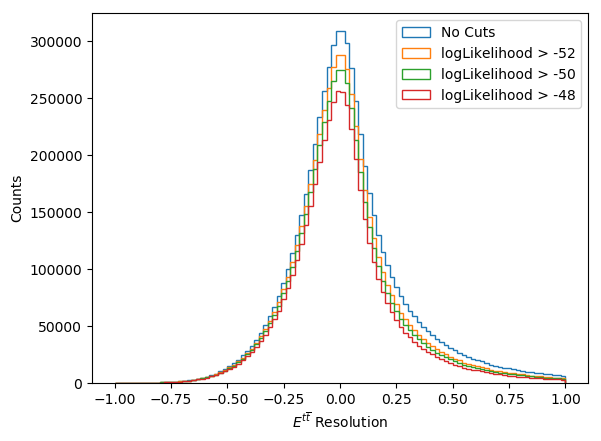 No Cuts
logLikelihood > -52
logLikelihood > -50
logLikelihood > -48
Counts
300000
250000
200000
150000
100000
50000
0
−1.00 −0.75 −0.50 −0.25 0.00 0.25 0.50 0.75 1.00
E^{t\overline{t}} Resolution